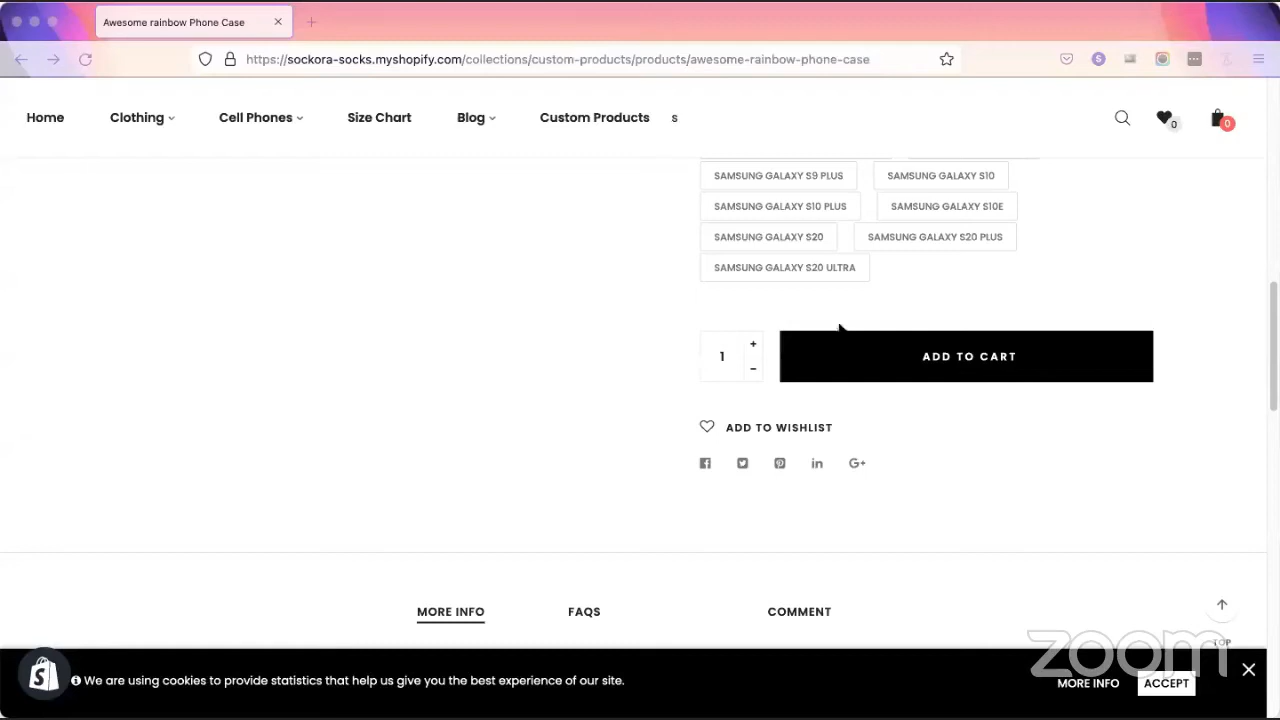 Awesome rainbow Phone Case
https://sockora-socks.myshopify.com/collections/custom-products/products/awesome-rainbow-phone-case
Home Clothing Cell Phones Size Chart Blog Custom Products s 0 0
SAMSUNG GALAXY S9 PLUS SAMSUNG GALAXY S10
SAMSUNG GALAXY S10 PLUS SAMSUNG GALAXY S10E
SAMSUNG GALAXY S20 SAMSUNG GALAXY S20 PLUS
SAMSUNG GALAXY S20 ULTRA
1 + - ADD TO CART
ADD TO WISHLIST
MORE INFO FAQS COMMENT
TOP
zoom
We are using cookies to provide statistics that help us give you the best experience of our site. MORE INFO ACCEPT